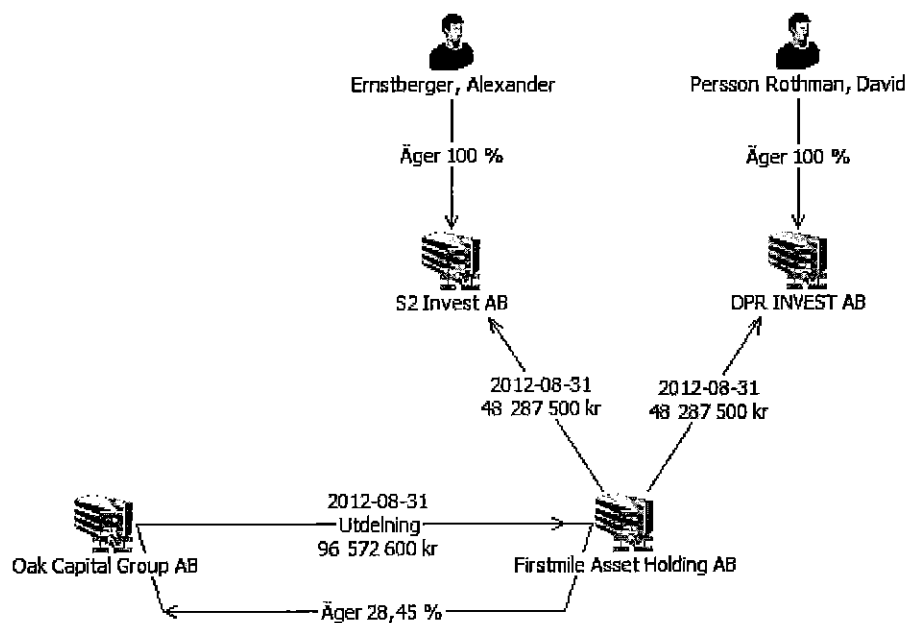 Ernstberger, Alexander
Persson Rothman, David
Äger 100 %
Äger 100 %
S2 Invest AB
DPR INVEST AB
2012-08-31
48 287 500 kr
2012-08-31
48 287 500 kr
2012-08-31
Utdelning
96 572 600 kr
Oak Capital Group AB
Firstmile Asset Holding AB
Äger 28,45 %